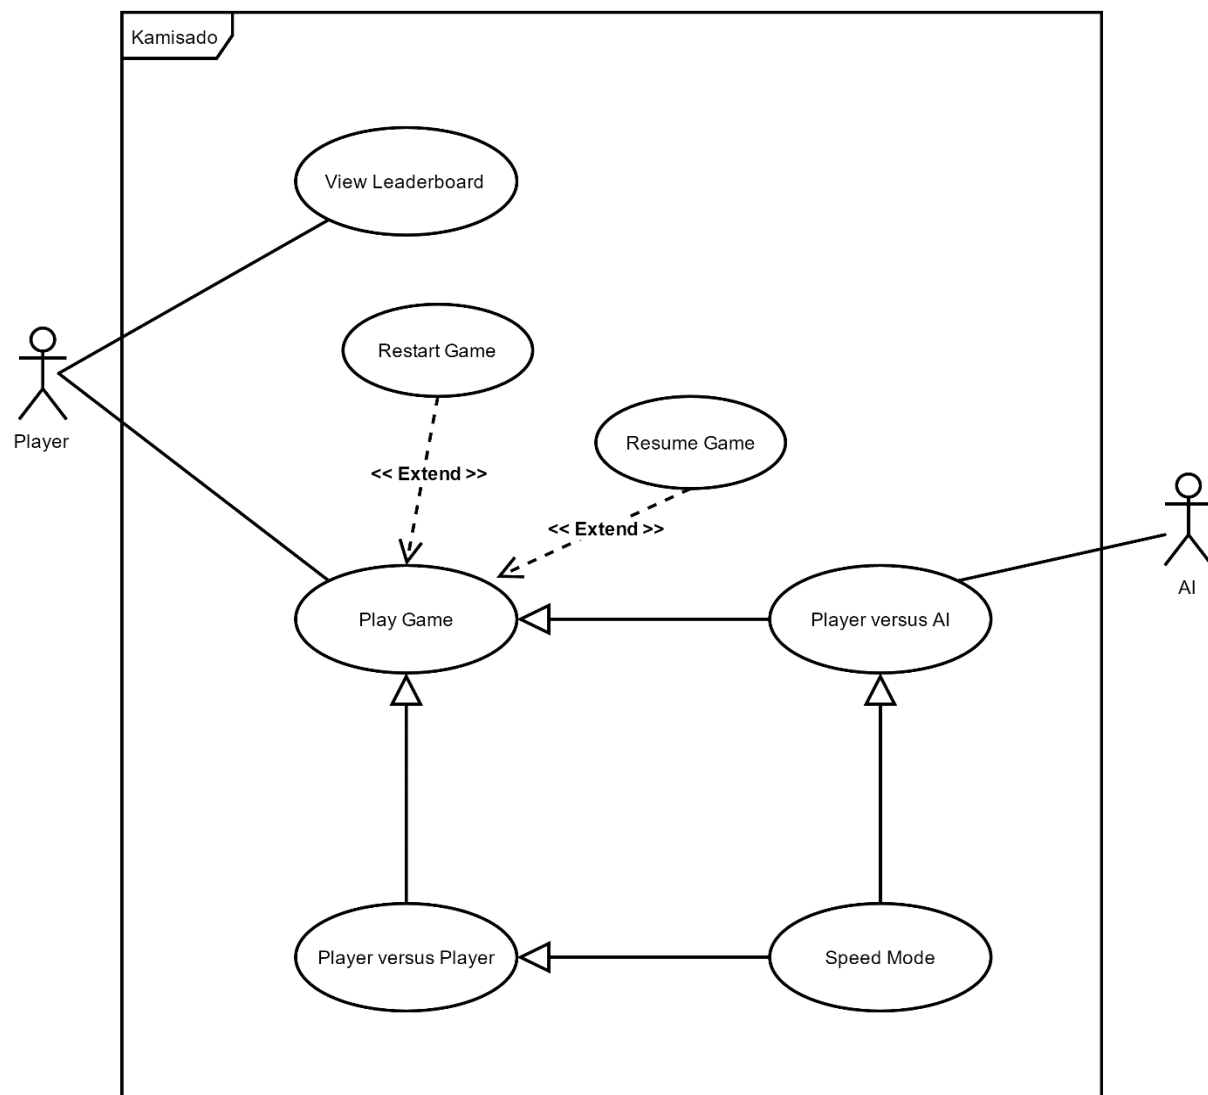 Kamisado
View Leaderboard
Restart Game
Player
Resume Game
<< Extend >>
<< Extend >>
AI
Play Game
Player versus AI
Player versus Player
Speed Mode